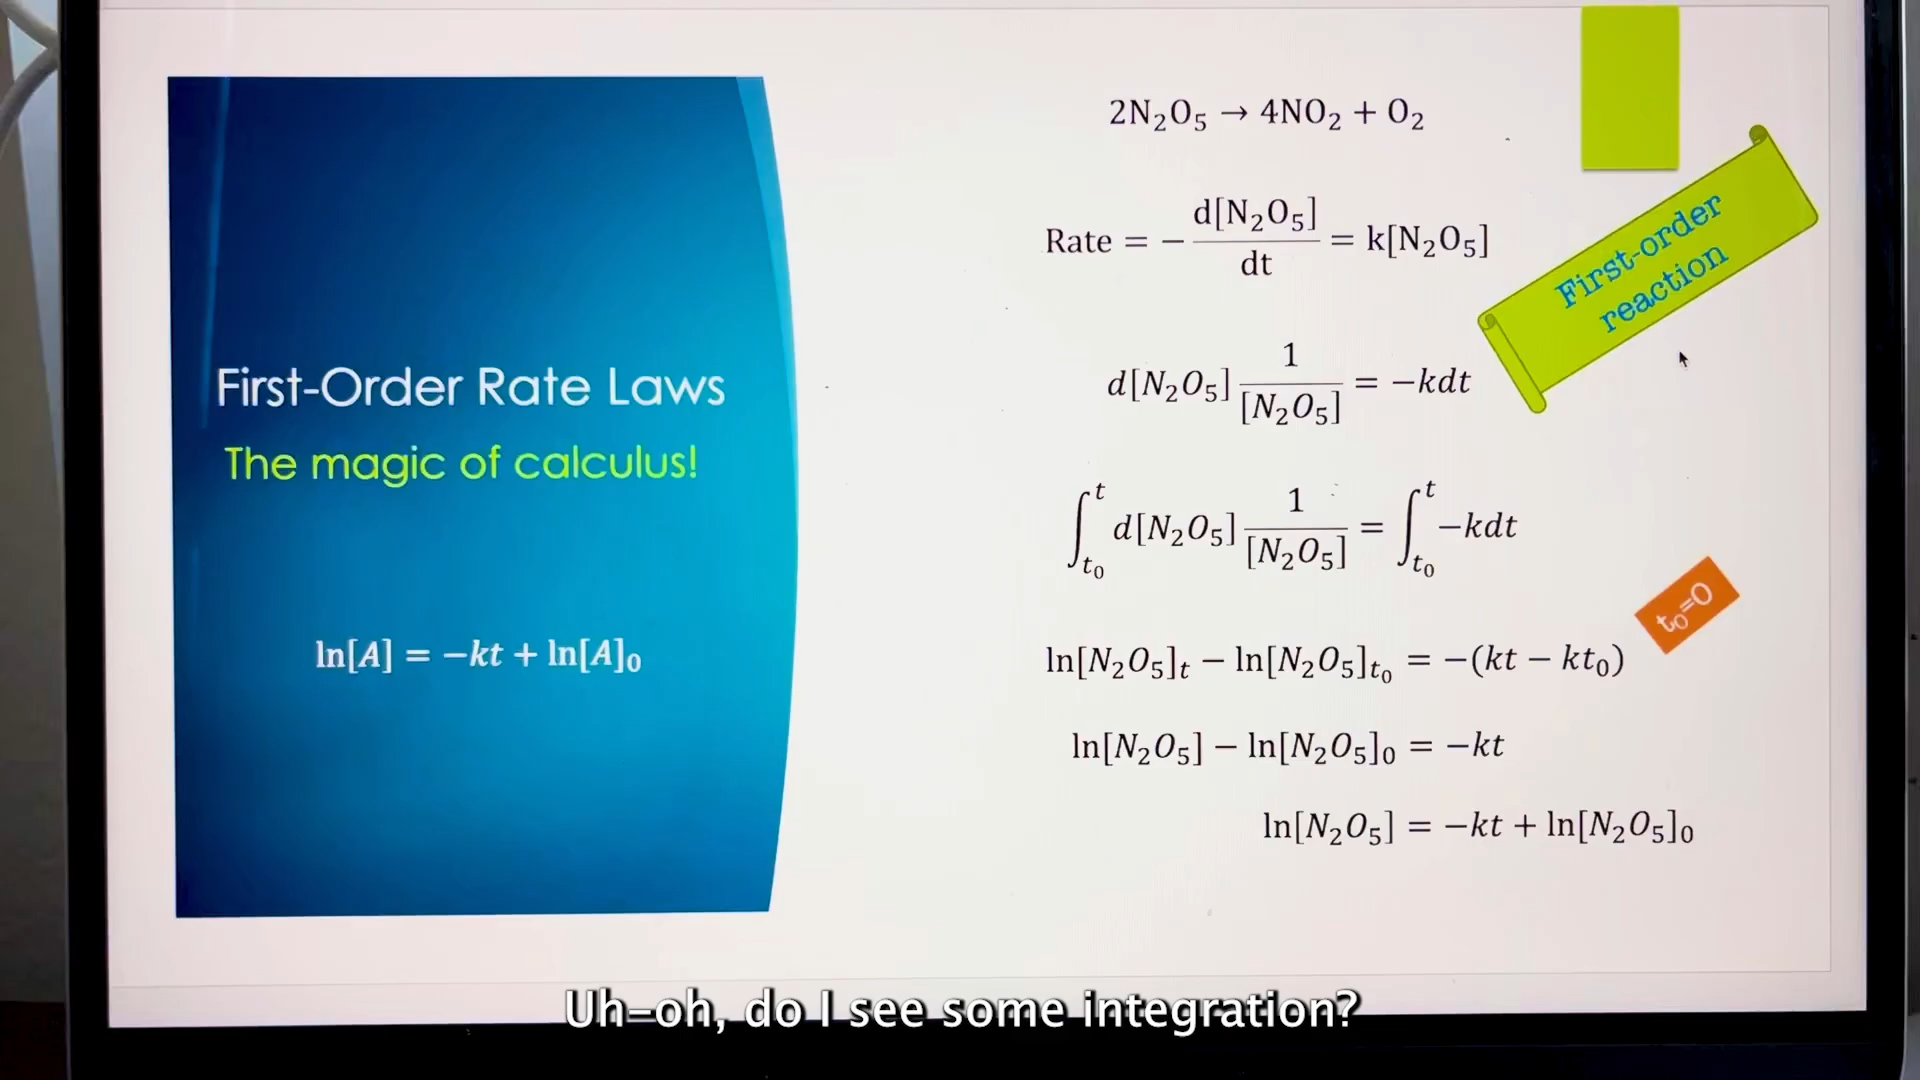 First-Order Rate Laws
The magic of calculus!
ln[A] = −kt + ln[A]₀
2N₂O₅ → 4NO₂ + O₂
Rate = − d[N₂O₅]/dt = k[N₂O₅]
First-order
reaction
d[N₂O₅] 1/[N₂O₅] = −kdt
∫ₜ₀ᵗ d[N₂O₅] 1/[N₂O₅] = ∫ₜ₀ᵗ −kdt
t₀=0
ln[N₂O₅]ₜ − ln[N₂O₅]ₜ₀ = −(kt − kt₀)
ln[N₂O₅] − ln[N₂O₅]₀ = −kt
ln[N₂O₅] = −kt + ln[N₂O₅]₀
Uh-oh, do I see some integration?